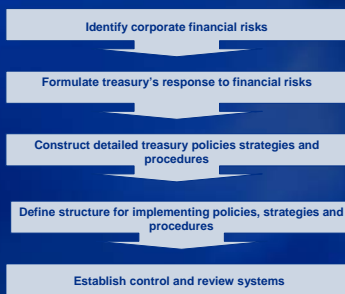 Identify corporate financial risks
Formulate treasury's response to financial risks
Construct detailed treasury policies strategies and
procedures
Define structure for implementing policies, strategies and
procedures
Establish control and review systems